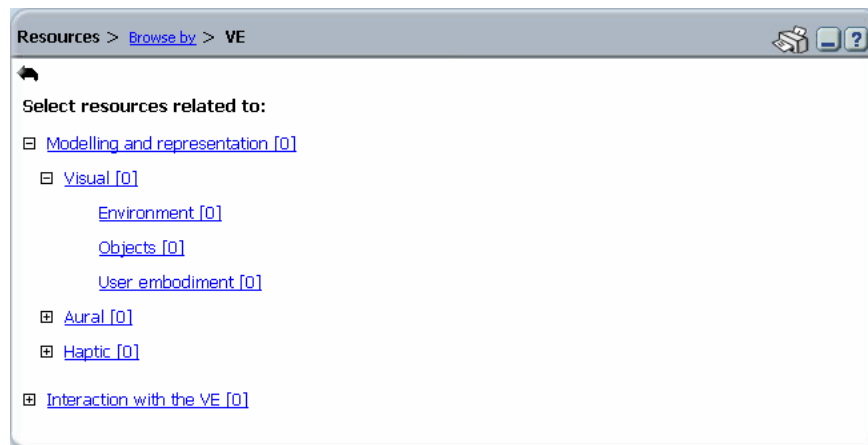 Resources > Browse by > VE
?
Select resources related to:
Modelling and representation [0]
Visual [0]
Environment [0]
Objects [0]
User embodiment [0]
Aural [0]
Haptic [0]
Interaction with the VE [0]